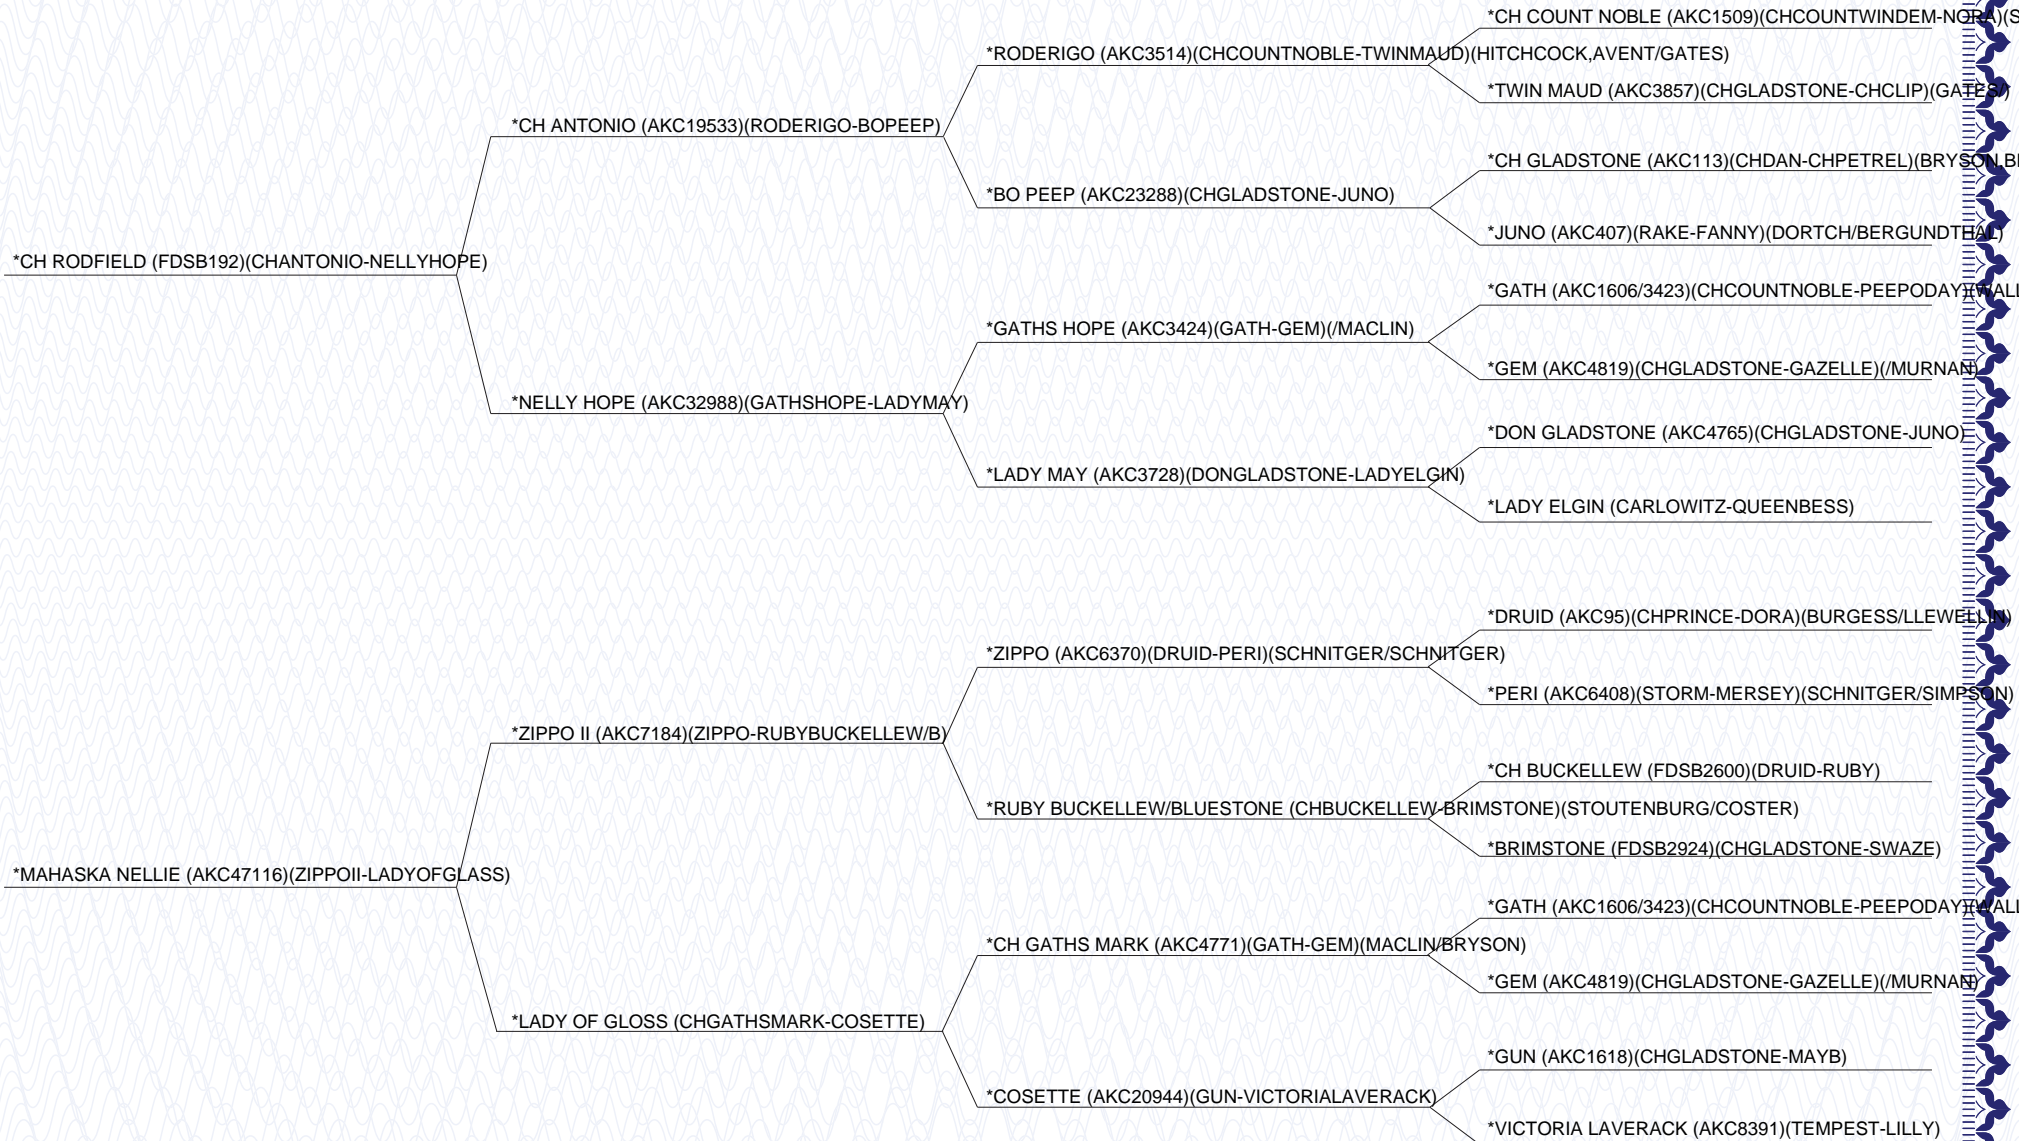 *CH COUNT NOBLE (AKC1509)(CHCOUNTWINDEM-NORA)(S
*RODERIGO (AKC3514)(CHCOUNTNOBLE-TWINMAUD)(HITCHCOCK,AVENT/GATES)
*TWIN MAUD (AKC3857)(CHGLADSTONE-CHCLIP)(GATES/)
*CH ANTONIO (AKC19533)(RODERIGO-BOPEEP)
*CH GLADSTONE (AKC113)(CHDAN-CHPETREL)(BRYSON,
*BO PEEP (AKC23288)(CHGLADSTONE-JUNO)
*JUNO (AKC407)(RAKE-FANNY)(DORTCH/BERGUNDTHAL)
*CH RODFIELD (FDSB192)(CHANTONIO-NELLYHOPE)
*GATH (AKC1606/3423)(CHCOUNTNOBLE-PEEPODAY)(WALL
*GATHS HOPE (AKC3424)(GATH-GEM)(/MACLIN)
*GEM (AKC4819)(CHGLADSTONE-GAZELLE)(/MURNAN)
*NELLY HOPE (AKC32988)(GATHSHOPE-LADYMAY)
*DON GLADSTONE (AKC4765)(CHGLADSTONE-JUNO)
*LADY MAY (AKC3728)(DONGLADSTONE-LADYELGIN)
*LADY ELGIN (CARLOWITZ-QUEENBESS)
*DRUID (AKC95)(CHPRINCE-DORA)(BURGESS/LLEWELLIN)
*ZIPPO (AKC6370)(DRUID-PERI)(SCHNITGER/SCHNITGER)
*PERI (AKC6408)(STORM-MERSEY)(SCHNITGER/SIMPSON)
*ZIPPO II (AKC7184)(ZIPPO-RUBYBUCKELLEW/B)
*CH BUCKELLEW (FDSB2600)(DRUID-RUBY)
*RUBY BUCKELLEW/BLUESTONE (CHBUCKELLEW-BRIMSTONE)(STOUTENBURG/COSTER)
*BRIMSTONE (FDSB2924)(CHGLADSTONE-SWAZE)
*MAHASKA NELLIE (AKC47116)(ZIPPOII-LADYOFGLASS)
*GATH (AKC1606/3423)(CHCOUNTNOBLE-PEEPODAY)(WALL
*CH GATHS MARK (AKC4771)(GATH-GEM)(MACLIN/BRYSON)
*GEM (AKC4819)(CHGLADSTONE-GAZELLE)(/MURNAN)
*LADY OF GLOSS (CHGATHSMARK-COSETTE)
*GUN (AKC1618)(CHGLADSTONE-MAYB)
*COSETTE (AKC20944)(GUN-VICTORIALAVERACK)
*VICTORIA LAVERACK (AKC8391)(TEMPEST-LILLY)